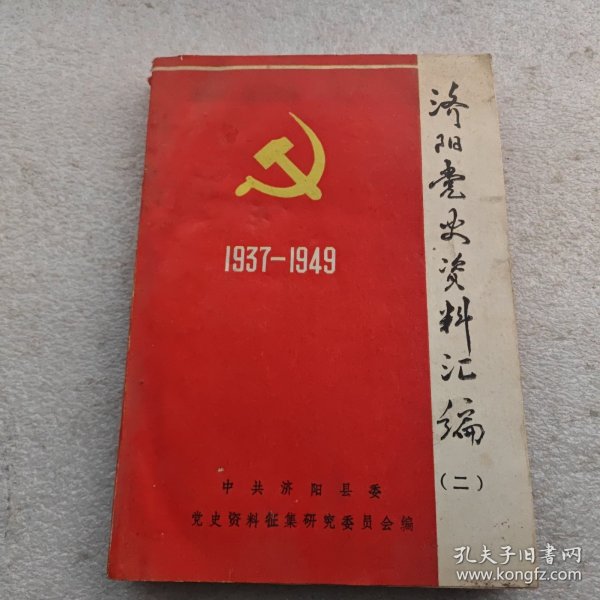 济阳党史资料汇编
（二）
1937-1949
中共济阳县委
党史资料征集研究委员会编
孔夫子旧书网
www.kongfz.com